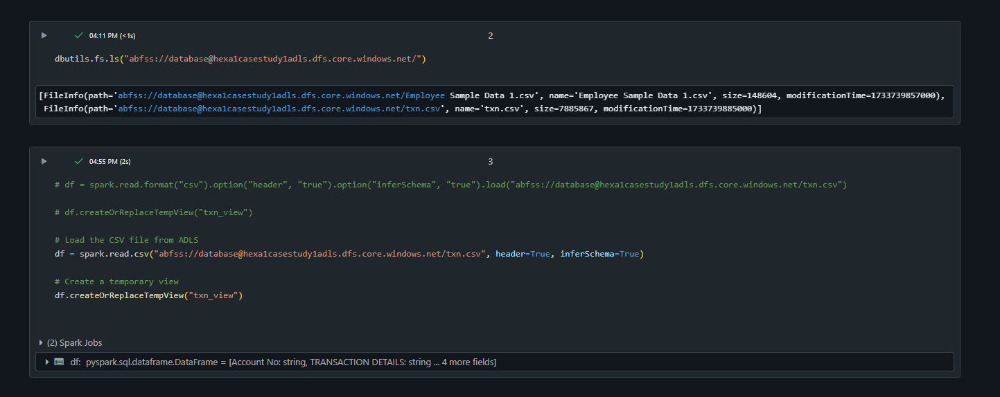 04:11 PM (<1s)
2
dbutils.fs.ls("abfss://database@hexa1casestudy1adls.dfs.core.windows.net/")
[FileInfo(path='abfss://database@hexa1casestudy1adls.dfs.core.windows.net/Employee Sample Data 1.csv', name='Employee Sample Data 1.csv', size=148604, modificationTime=1733739857000),
FileInfo(path='abfss://database@hexa1casestudy1adls.dfs.core.windows.net/txn.csv', name='txn.csv', size=7885867, modificationTime=1733739885000)]
04:55 PM (2s)
3
# df = spark.read.format("csv").option("header", "true").option("inferSchema", "true").load("abfss://database@hexa1casestudy1adls.dfs.core.windows.net/txn.csv")
# df.createOrReplaceTempView("txn_view")
# Load the CSV file from ADLS
df = spark.read.csv("abfss://database@hexa1casestudy1adls.dfs.core.windows.net/txn.csv", header=True, inferSchema=True)
# Create a temporary view
df.createOrReplaceTempView("txn_view")
(2) Spark Jobs
df: pyspark.sql.dataframe.DataFrame = [Account No: string, TRANSACTION DETAILS: string ... 4 more fields]